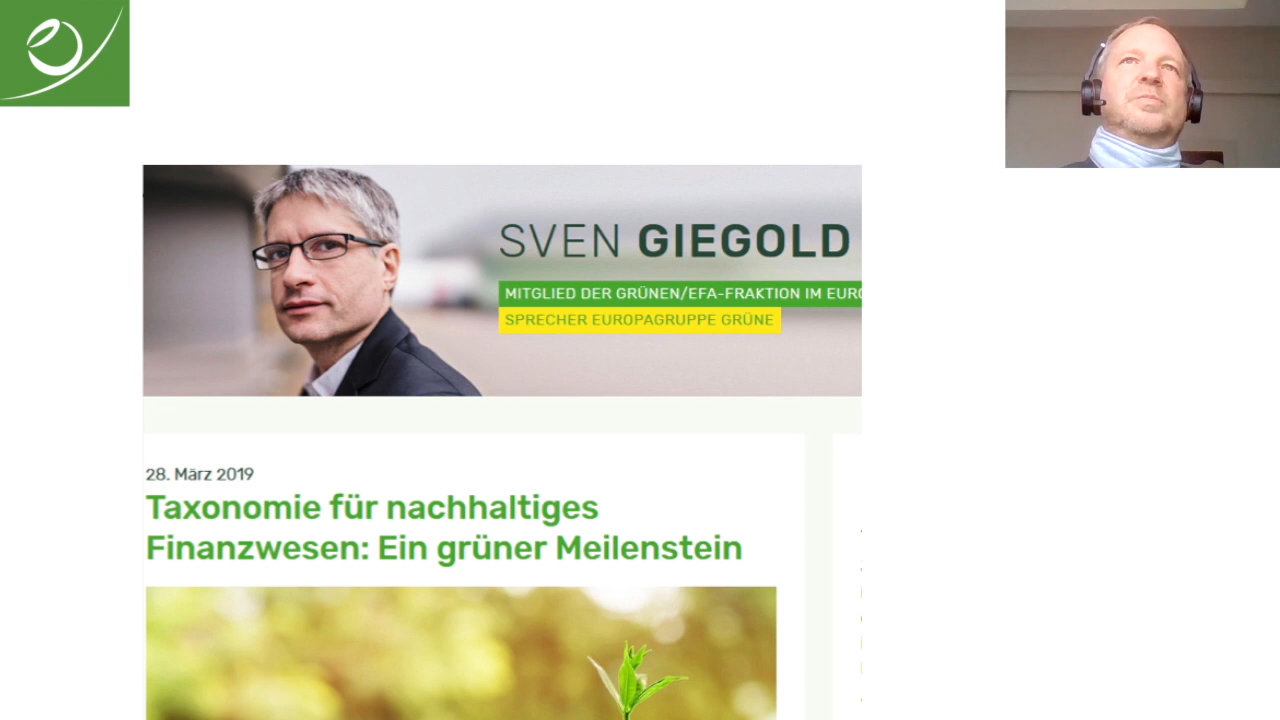 SVEN GIEGOLD
MITGLIED DER GRÜNEN/EFA-FRAKTION IM
SPRECHER EUROPAGRUPPE GRÜNE
28. März 2019
Taxonomie für nachhaltiges
Finanzwesen: Ein grüner Meilenstein